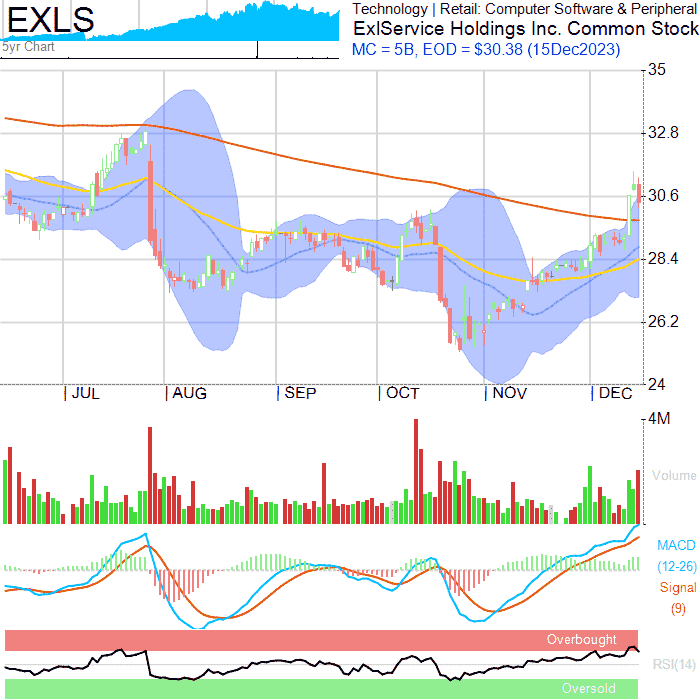 EXLS
5yr Chart
Technology | Retail: Computer Software & Peripheral
ExlService Holdings Inc. Common Stock
MC = 5B, EOD = $30.38 (15Dec2023)
35
32.8
30.6
28.4
26.2
24
| JUL | AUG | SEP | OCT | NOV | DEC
4M
Volume
MACD
(12-26)
Signal
(9)
Overbought
RSI(14)
Oversold